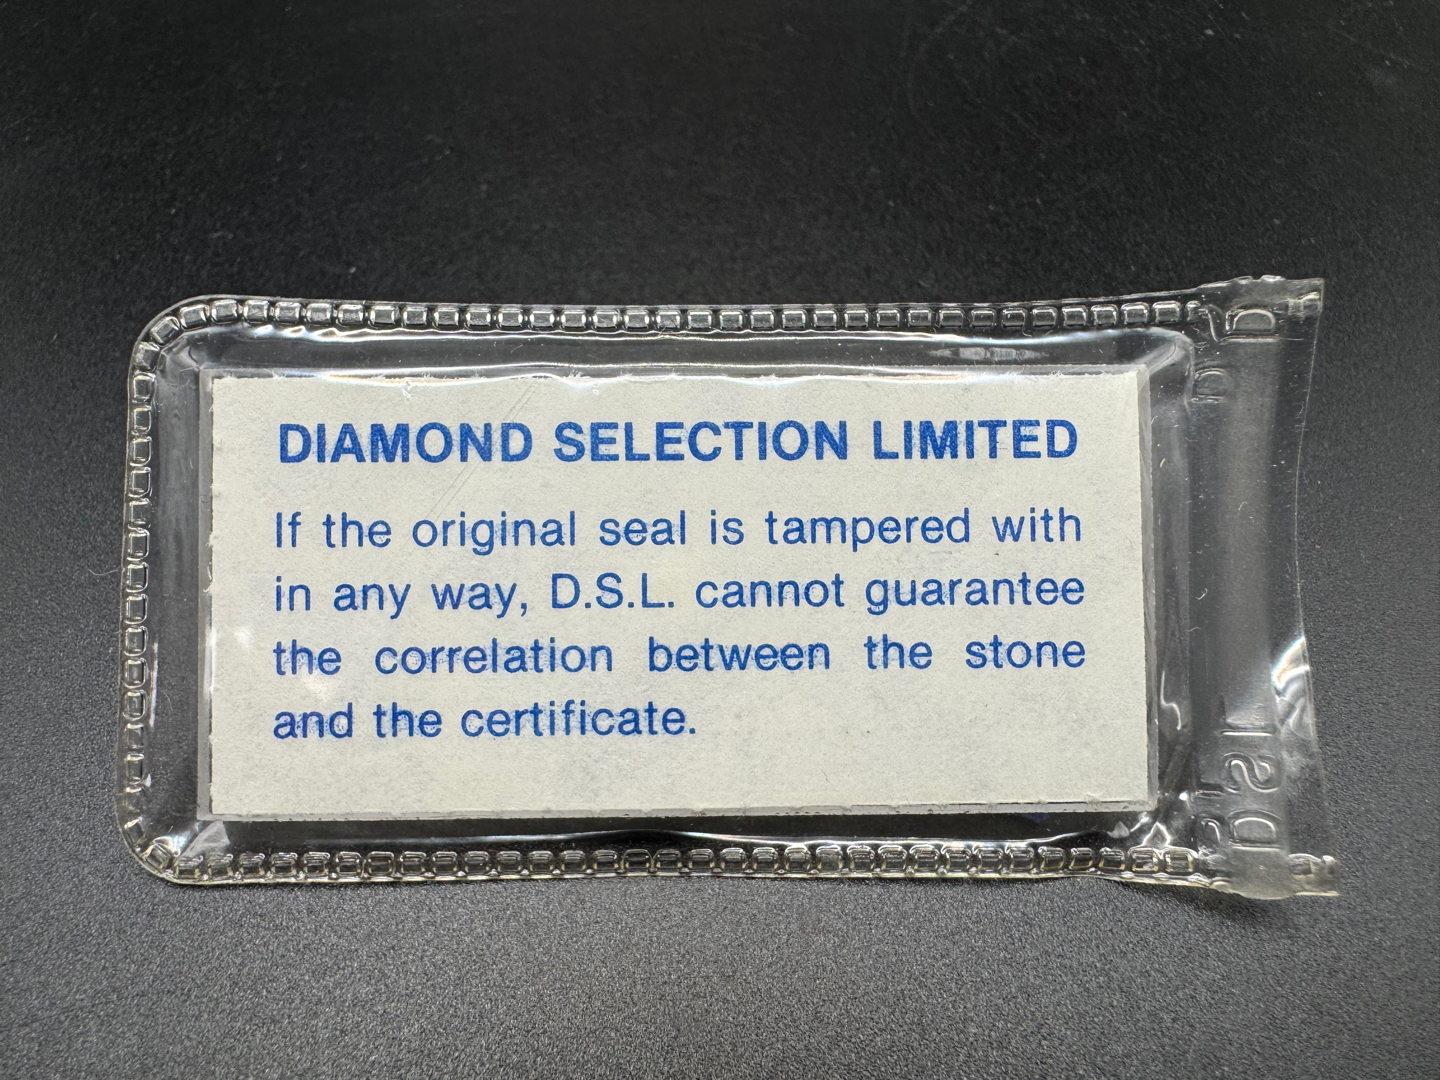 DIAMOND SELECTION LIMITED
If the original seal is tampered with
in any way, D.S.L. cannot guarantee
the correlation between the stone
and the certificate.